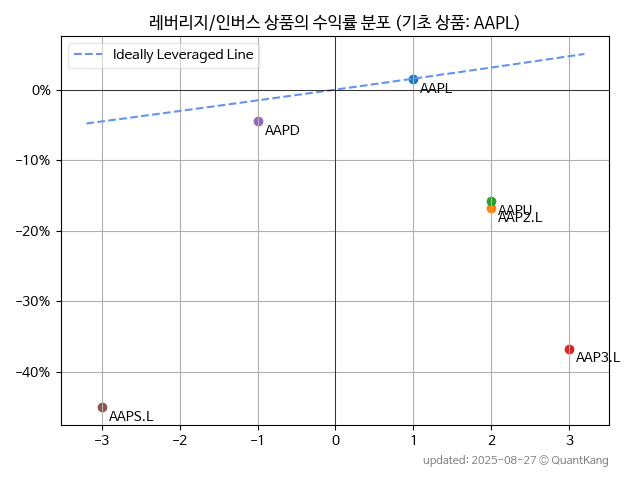 레버리지/인버스 상품의 수익률 분포 (기초 상품: AAPL)
Ideally Leveraged Line
0%
AAPL
AAPD
−10%
AAPU
AAP2.L
−20%
−30%
AAP3.L
−40%
AAPS.L
−3 −2 −1 0 1 2 3
updated: 2025-08-27 © QuantKang